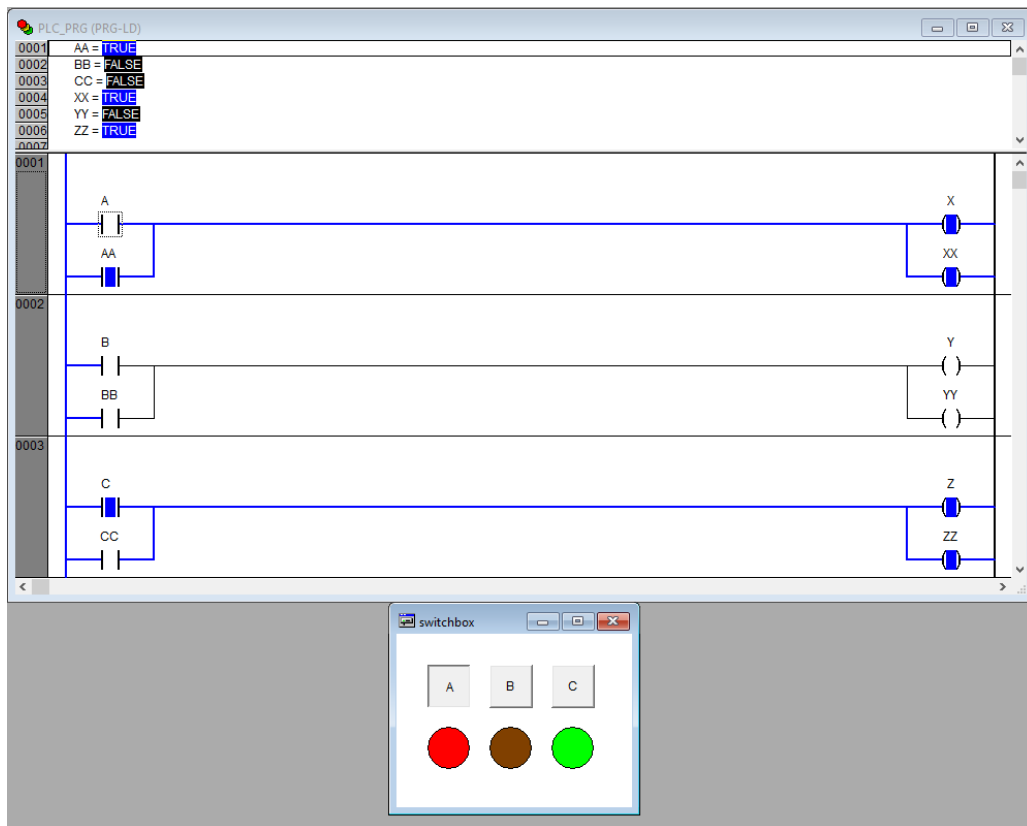 PLC_PRG (PRG-LD)
0001 AA = TRUE
0002 BB = FALSE
0003 CC = FALSE
0004 XX = TRUE
0005 YY = FALSE
0006 ZZ = TRUE
0007
0001
A X
AA XX
0002
B Y
BB YY
0003
C Z
CC ZZ
switchbox
A B C